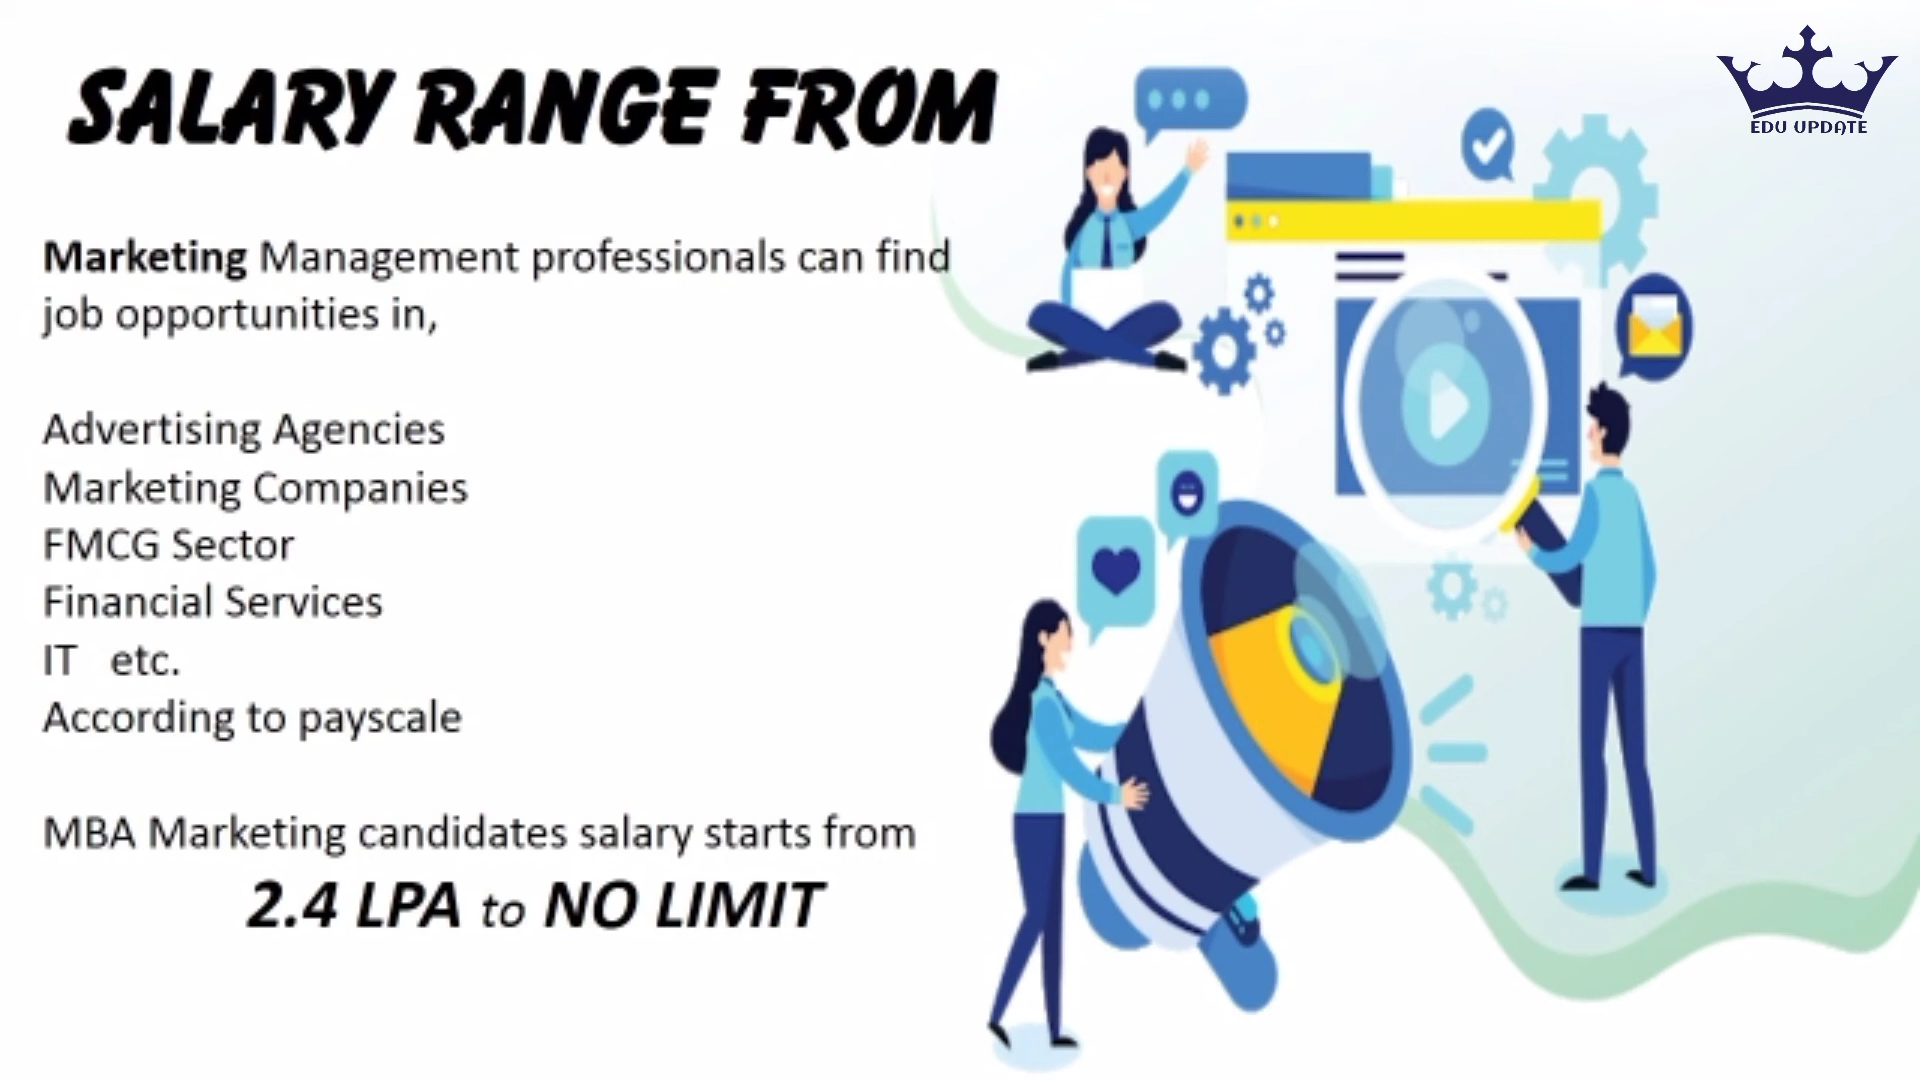 SALARY RANGE FROM
EDU UPDATE
Marketing Management professionals can find
job opportunities in,
Advertising Agencies
Marketing Companies
FMCG Sector
Financial Services
IT etc.
According to payscale
MBA Marketing candidates salary starts from
2.4 LPA to NO LIMIT